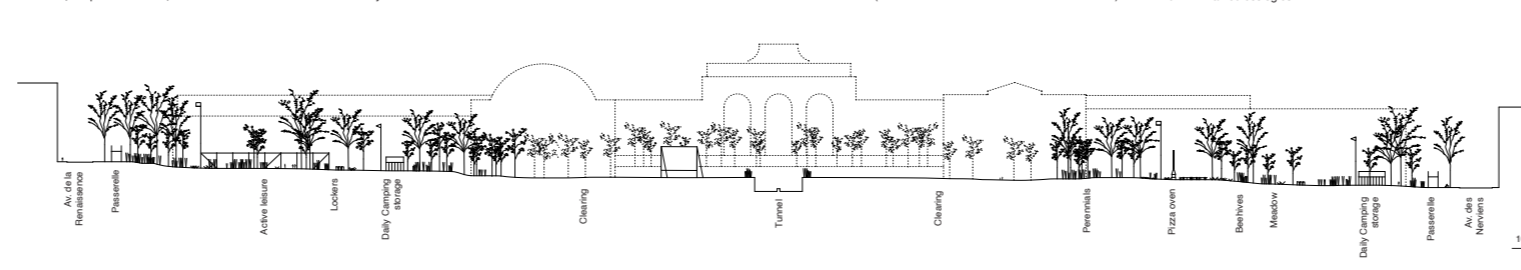 Av. de la
Renaissance
Passerelle
Active leisure
Lockers
Daily Camping
storage
Clearing
Tunnel
Clearing
Perennials
Pizza oven
Beehives
Meadow
Daily Camping
storage
Passerelle
Av. des
Nerviens